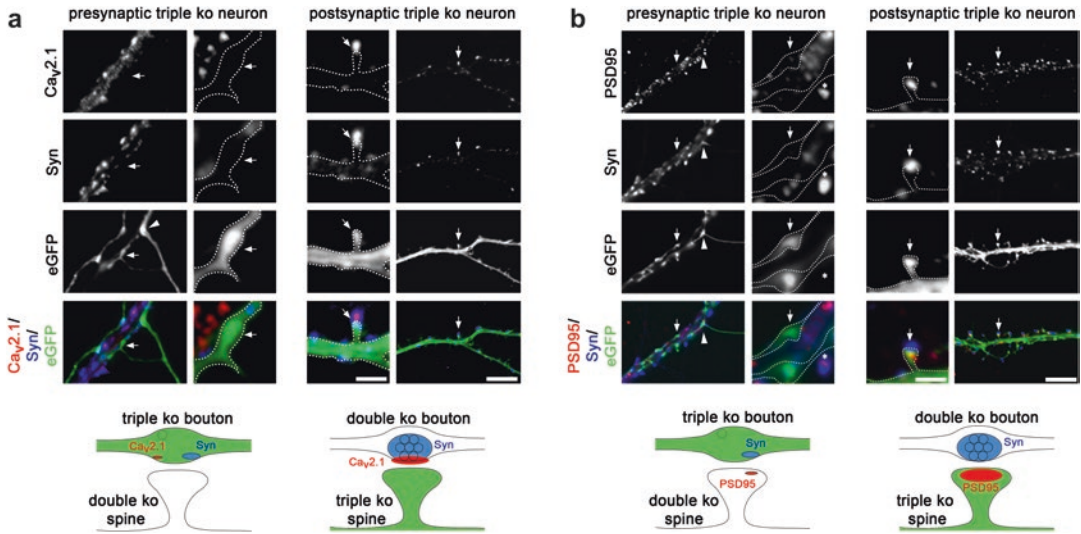 a
presynaptic triple ko neuron
postsynaptic triple ko neuron
Cav2.1
Syn
eGFP
Cav2.1/
Syn/
eGFP
triple ko bouton
Cav2.1
Syn
double ko
spine
double ko bouton
Syn
Cav2.1
triple ko
spine
b
presynaptic triple ko neuron
postsynaptic triple ko neuron
PSD95
Syn
eGFP
PSD95/
Syn/
eGFP
triple ko bouton
Syn
PSD95
double ko
spine
double ko bouton
Syn
PSD95
triple ko
spine